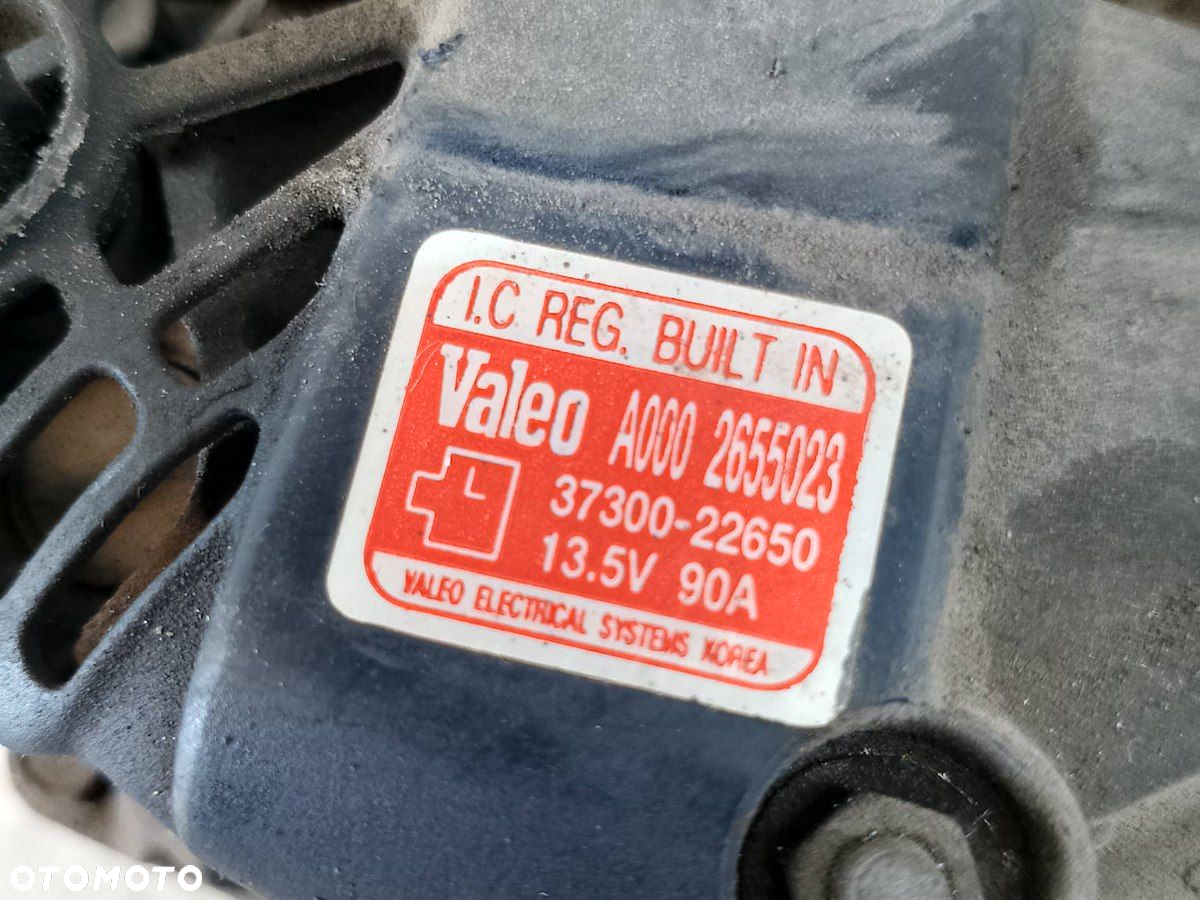 I.C REG. BUILT IN
Valeo A000 2655023
37300-22650
13.5V 90A
VALEO ELECTRICAL SYSTEMS KOREA
OTOMOTO